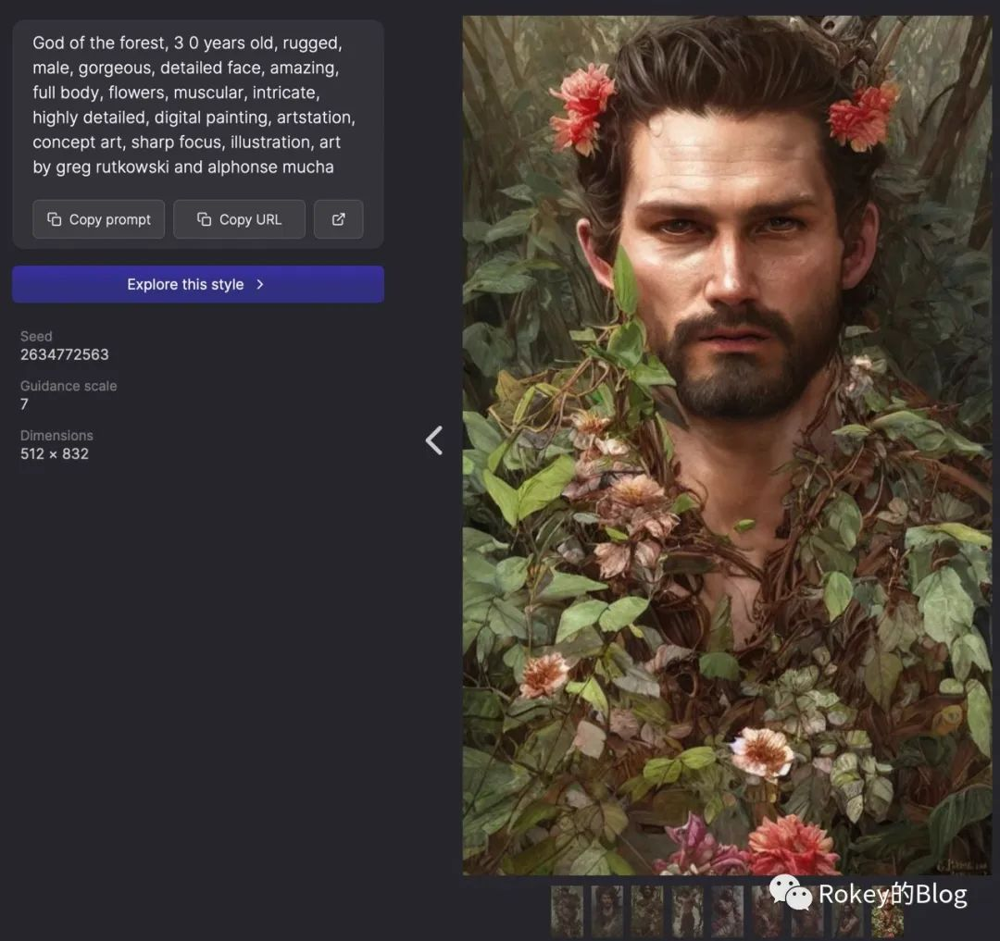 God of the forest, 3 0 years old, rugged,
male, gorgeous, detailed face, amazing,
full body, flowers, muscular, intricate,
highly detailed, digital painting, artstation,
concept art, sharp focus, illustration, art
by greg rutkowski and alphonse mucha
Copy prompt
Copy URL
Explore this style
Seed
2634772563
Guidance scale
7
Dimensions
512 × 832
Rokey的Blog